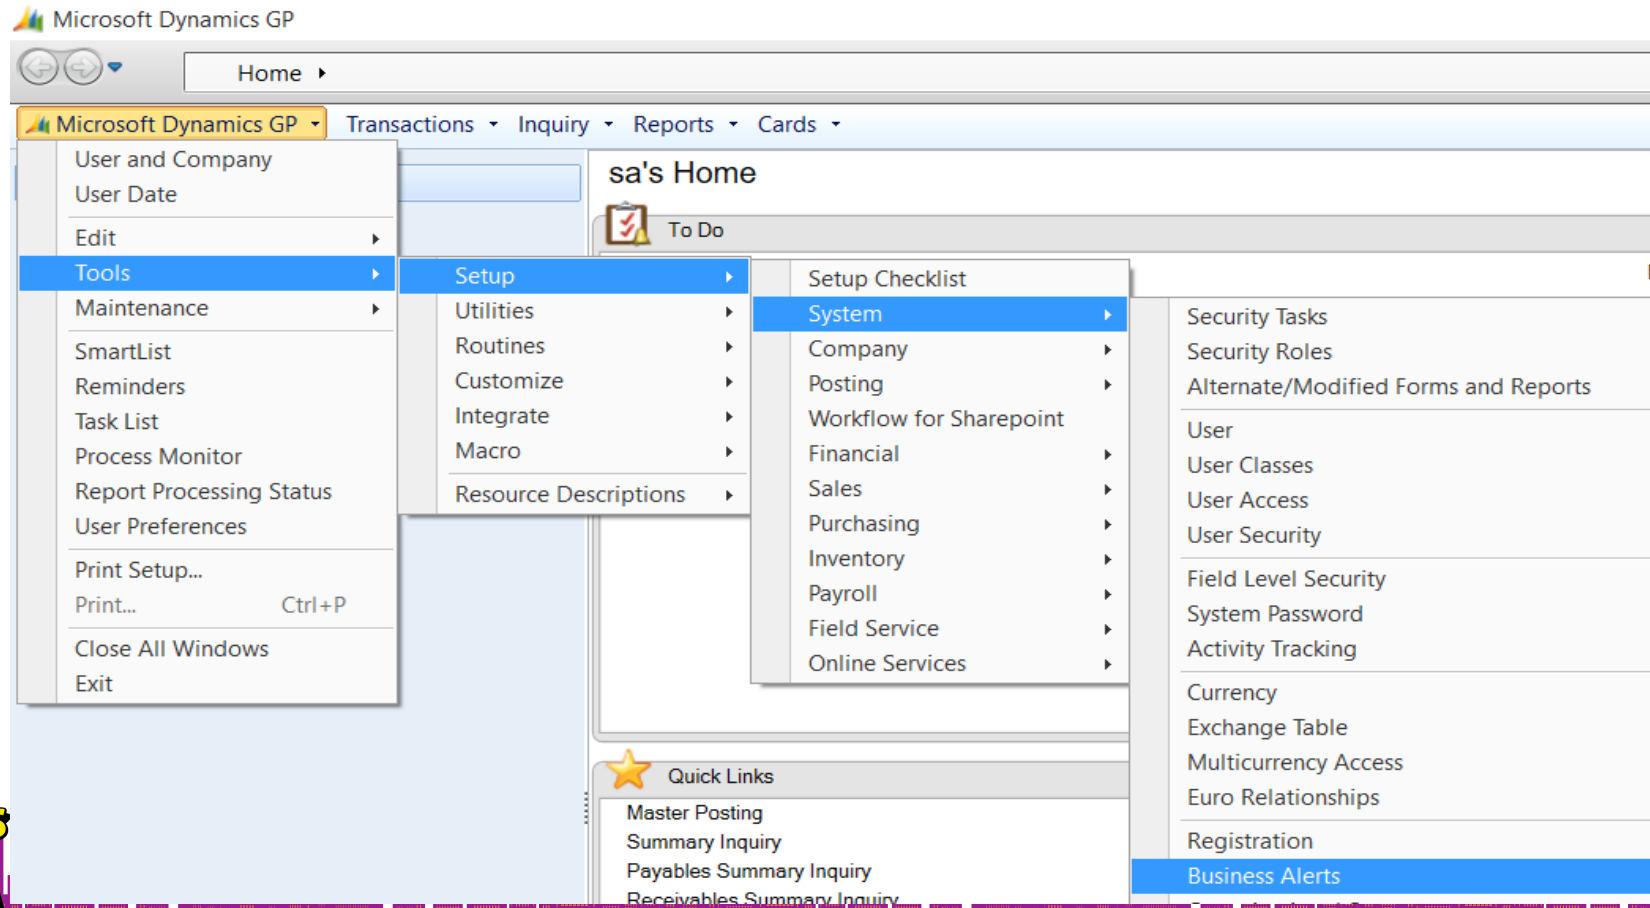 Microsoft Dynamics GP
Home
Microsoft Dynamics GP Transactions Inquiry Reports Cards
User and Company
User Date
Edit
Tools
Maintenance
SmartList
Reminders
Task List
Process Monitor
Report Processing Status
User Preferences
Print Setup...
Print... Ctrl+P
Close All Windows
Exit
Setup
Utilities
Routines
Customize
Integrate
Macro
Resource Descriptions
Setup Checklist
System
Company
Posting
Workflow for Sharepoint
Financial
Sales
Purchasing
Inventory
Payroll
Field Service
Online Services
Security Tasks
Security Roles
Alternate/Modified Forms and Reports
User
User Classes
User Access
User Security
Field Level Security
System Password
Activity Tracking
Currency
Exchange Table
Multicurrency Access
Euro Relationships
Registration
Business Alerts
sa's Home
To Do
Quick Links
Master Posting
Summary Inquiry
Payables Summary Inquiry
Receivables Summary Inquiry